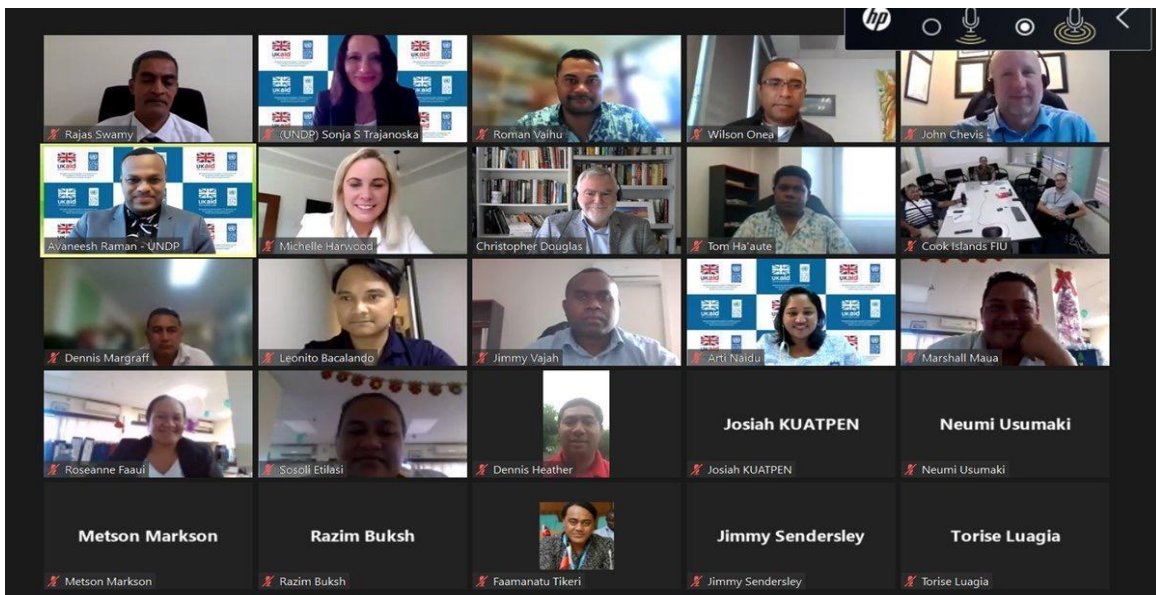 hp
Rajas Swamy
UKaid
(UNDP) Sonja S Trajanoska
Roman Vaihu
Wilson Onea
John Chevis
UKaid
Avaneesh Raman - UNDP
Michelle Harwood
Christopher Douglas
Tom Ha'aute
Cook Islands FIU
Dennis Margraff
Leonito Bacalando
Jimmy Vajah
UKaid
Arti Naidu
Marshall Maua
Roseanne Faaui
Sosoli Etilasi
Dennis Heather
Josiah KUATPEN
Josiah KUATPEN
Neumi Usumaki
Neumi Usumaki
Metson Markson
Metson Markson
Razim Buksh
Razim Buksh
Faamanatu Tikeri
Jimmy Sendersley
Jimmy Sendersley
Torise Luagia
Torise Luagia